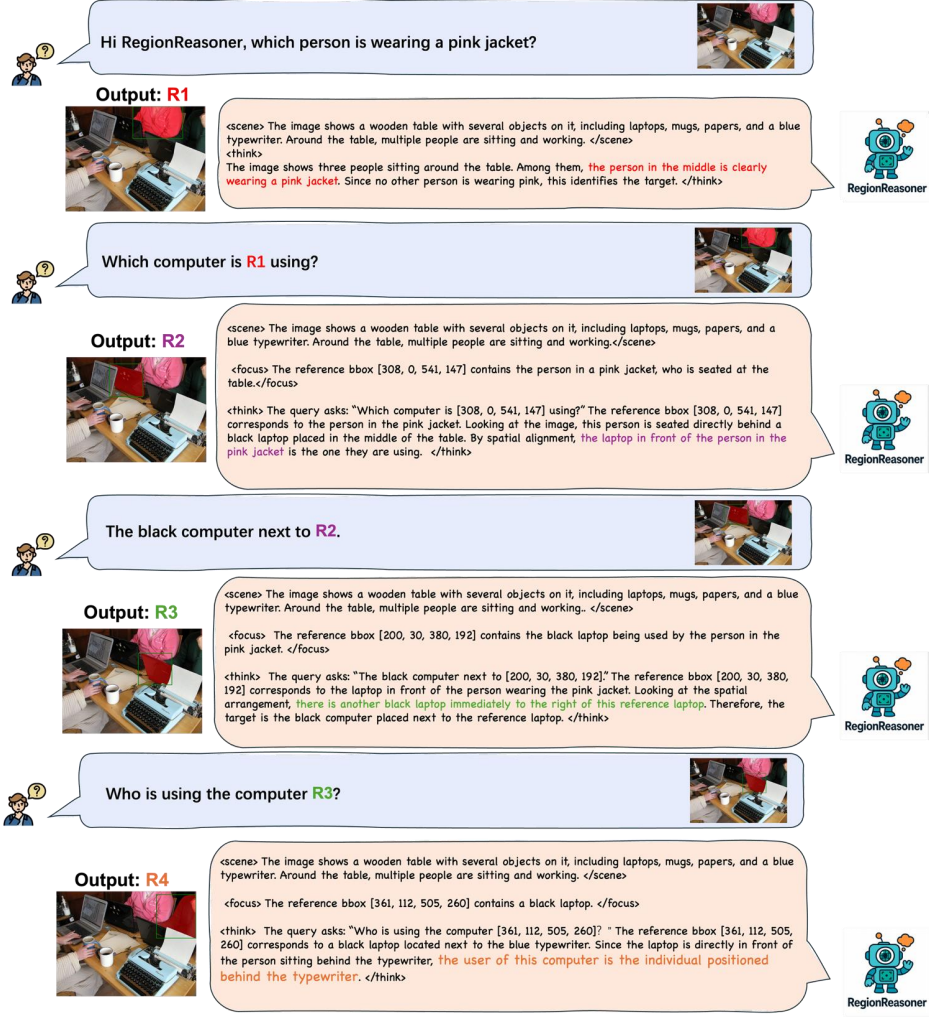 Hi RegionReasoner, which person is wearing a pink jacket?
Output: R1
<scene> The image shows a wooden table with several objects on it, including laptops, mugs, papers, and a blue
typewriter. Around the table, multiple people are sitting and working. </scene>
<think>
The image shows three people sitting around the table. Among them, the person in the middle is clearly
wearing a pink jacket. Since no other person is wearing pink, this identifies the target. </think>
RegionReasoner
Which computer is R1 using?
Output: R2
<scene> The image shows a wooden table with several objects on it, including laptops, mugs, papers, and a
blue typewriter. Around the table, multiple people are sitting and working.</scene>
<focus> The reference bbox [308, 0, 541, 147] contains the person in a pink jacket, who is seated at the
table.</focus>
<think> The query asks: "Which computer is [308, 0, 541, 147] using?" The reference bbox [308, 0, 541, 147]
corresponds to the person in the pink jacket. Looking at the image, this person is seated directly behind a
black laptop placed in the middle of the table. By spatial alignment, the laptop in front of the person in the
pink jacket is the one they are using. </think>
RegionReasoner
The black computer next to R2.
Output: R3
<scene> The image shows a wooden table with several objects on it, including laptops, mugs, papers, and a blue
typewriter. Around the table, multiple people are sitting and working.. </scene>
<focus> The reference bbox [200, 30, 380, 192] contains the black laptop being used by the person in the
pink jacket. </focus>
<think> The query asks: "The black computer next to [200, 30, 380, 192]." The reference bbox [200, 30, 380,
192] corresponds to the laptop in front of the person wearing the pink jacket. Looking at the spatial
arrangement, there is another black laptop immediately to the right of this reference laptop. Therefore, the
target is the black computer placed next to the reference laptop. </think>
RegionReasoner
Who is using the computer R3?
Output: R4
<scene> The image shows a wooden table with several objects on it, including laptops, mugs, papers, and a blue
typewriter. Around the table, multiple people are sitting and working. </scene>
<focus> The reference bbox [361, 112, 505, 260] contains a black laptop. </focus>
<think> The query asks: "Who is using the computer [361, 112, 505, 260]? " The reference bbox [361, 112, 505,
260] corresponds to a black laptop located next to the blue typewriter. Since the laptop is directly in front of
the person sitting behind the typewriter, the user of this computer is the individual positioned
behind the typewriter. </think>
RegionReasoner